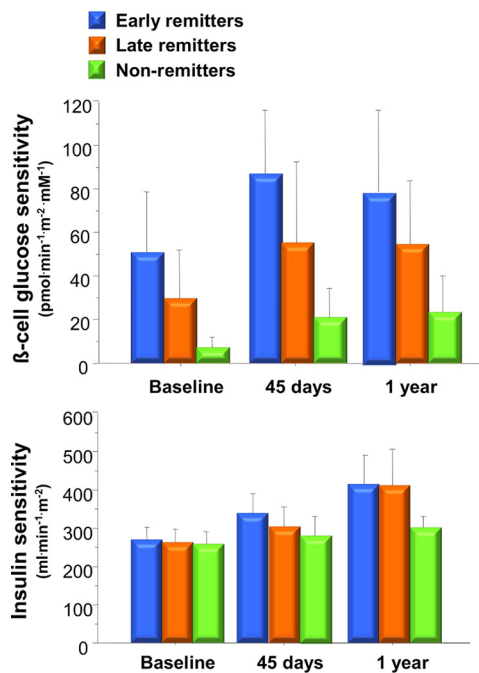 Early remitters
Late remitters
Non-remitters
ß-cell glucose sensitivity
(pmol·min⁻¹·m⁻²·mM⁻¹)
120
100
80
60
40
20
0
Baseline
45 days
1 year
Insulin sensitivity
(ml·min⁻¹·m⁻²)
600
500
400
300
200
100
0
Baseline
45 days
1 year